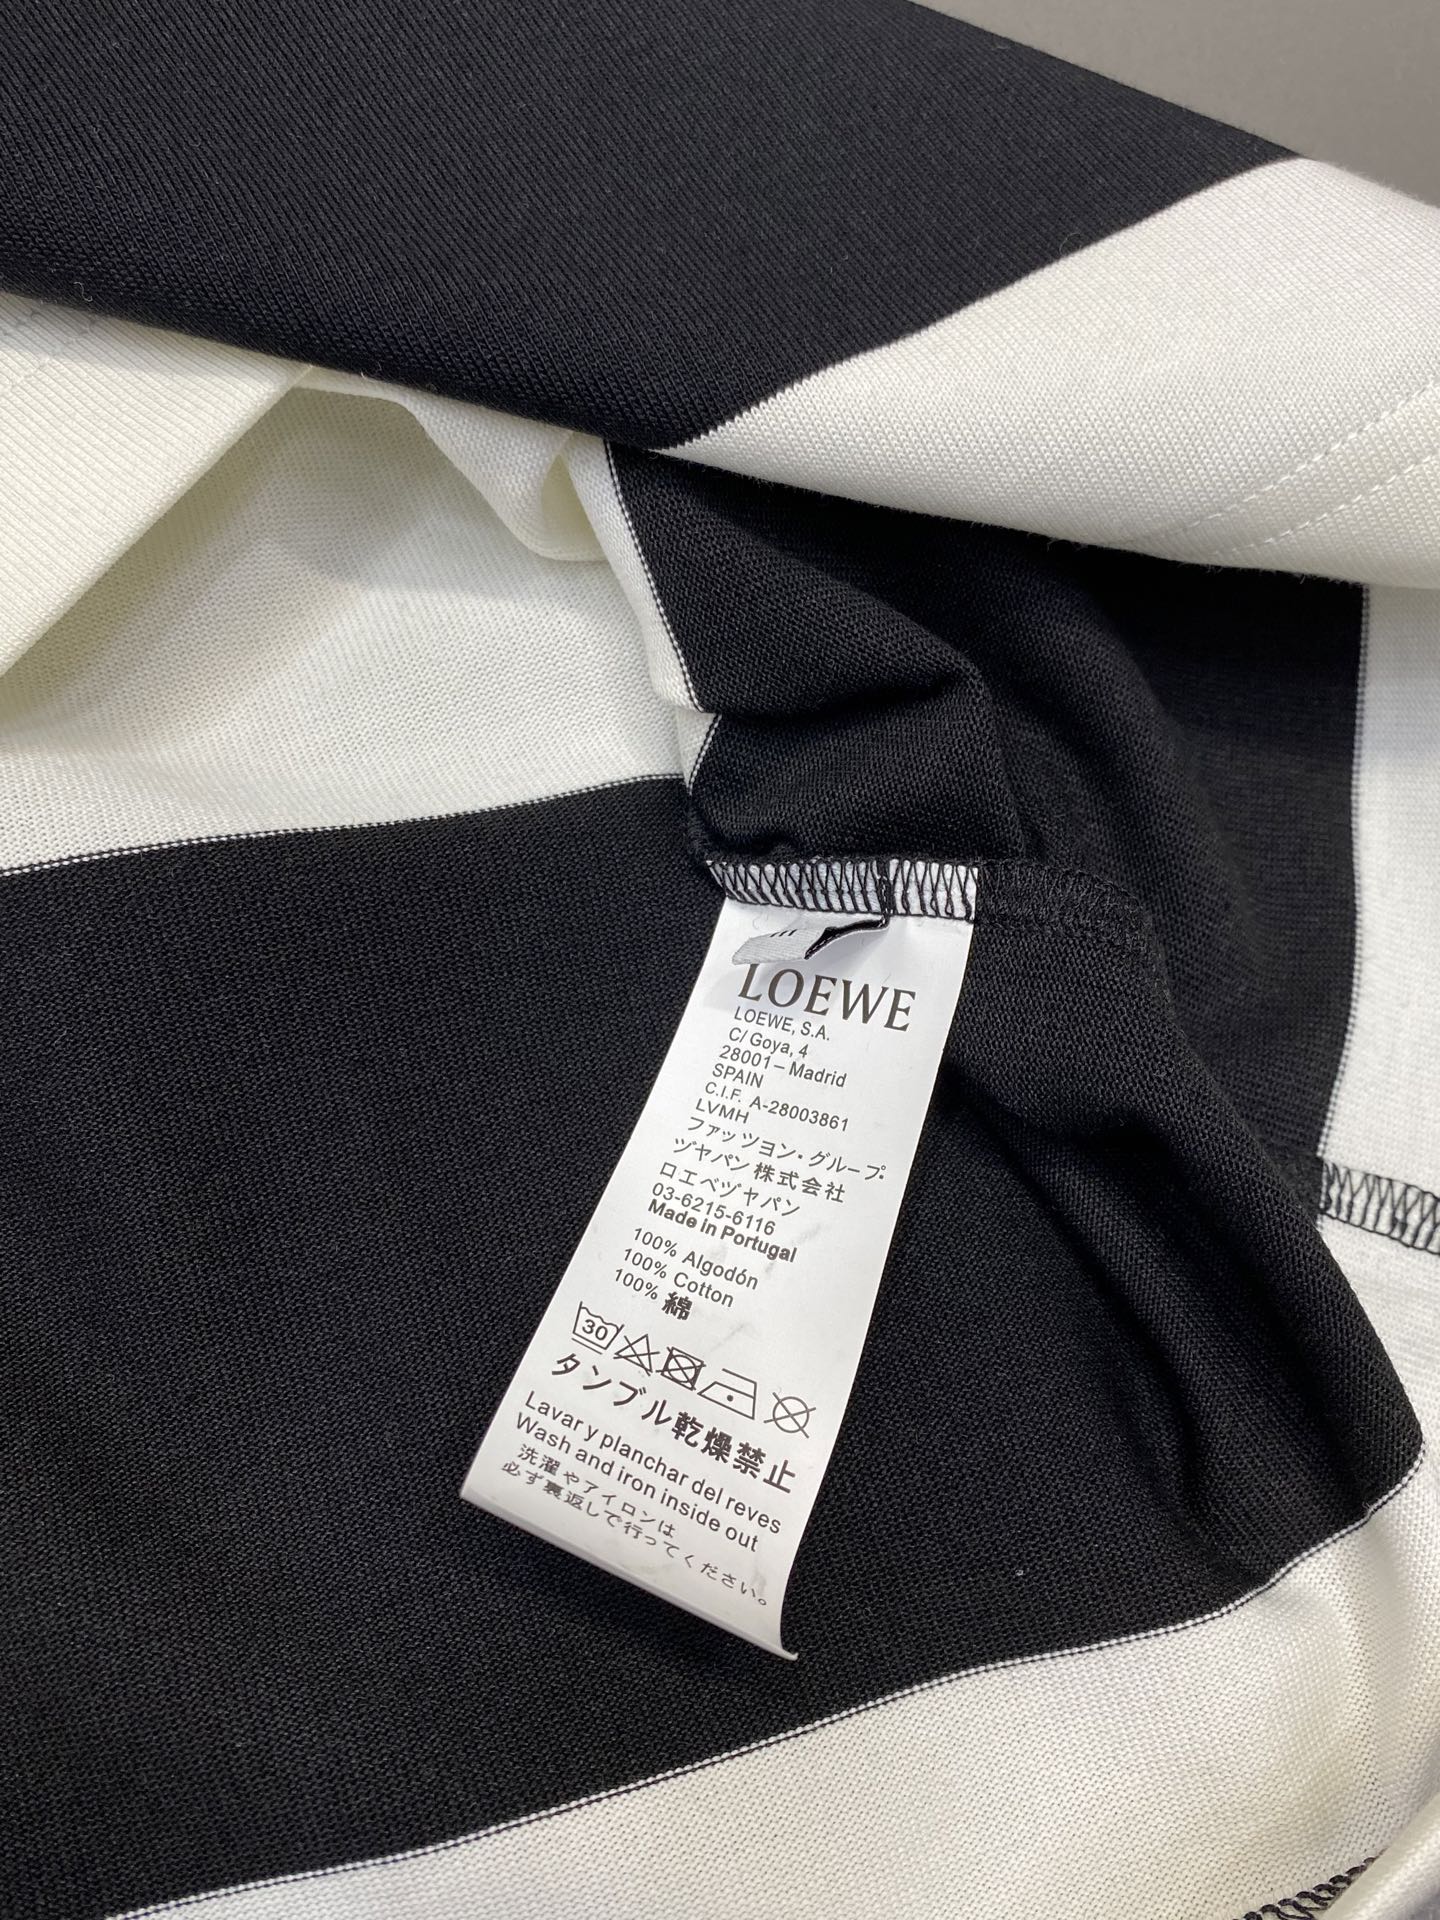 LOEWE
LOEWE, S.A.
C/ Goya, 4
28001 – Madrid
SPAIN
C.I.F. A-28003861
LVMH
ファッツヨン・グループ・
ヅヤパン株式会社
ロエベヅャパン
03-6215-6116
Made in Portugal
100% Algodón
100% Cotton
100% 綿
30
タンブル乾燥禁止
Lavar y planchar del reves
Wash and iron inside out
洗濯やアイロンは
必ず裏返しで行ってください。